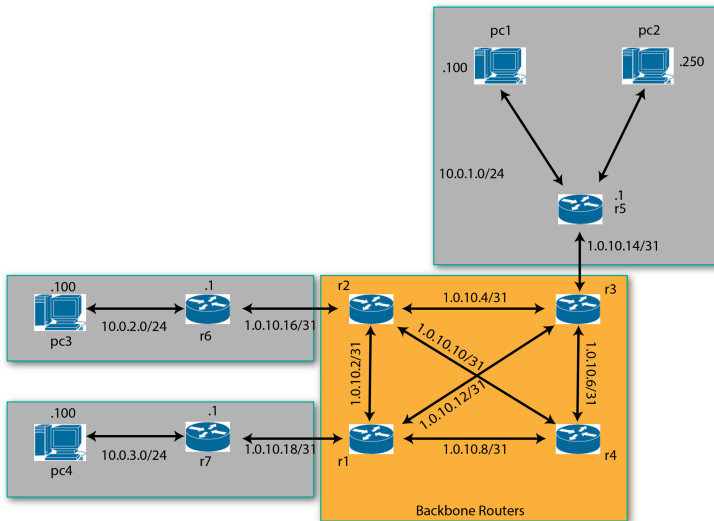 pc1
pc2
.100
.250
10.0.1.0/24
.1
r5
1.0.10.14/31
.100
.1
r2
r3
1.0.10.4/31
10.0.2.0/24
1.0.10.16/31
pc3
r6
1.0.10.2/31
1.0.10.10/31
1.0.10.12/31
1.0.10.6/31
.100
.1
10.0.3.0/24
1.0.10.18/31
1.0.10.8/31
pc4
r7
r1
r4
Backbone Routers